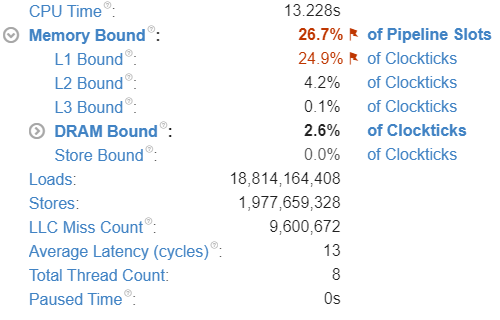 CPU Time: 13.228s
Memory Bound: 26.7% of Pipeline Slots
L1 Bound: 24.9% of Clockticks
L2 Bound: 4.2% of Clockticks
L3 Bound: 0.1% of Clockticks
DRAM Bound: 2.6% of Clockticks
Store Bound: 0.0% of Clockticks
Loads: 18,814,164,408
Stores: 1,977,659,328
LLC Miss Count: 9,600,672
Average Latency (cycles): 13
Total Thread Count: 8
Paused Time: 0s